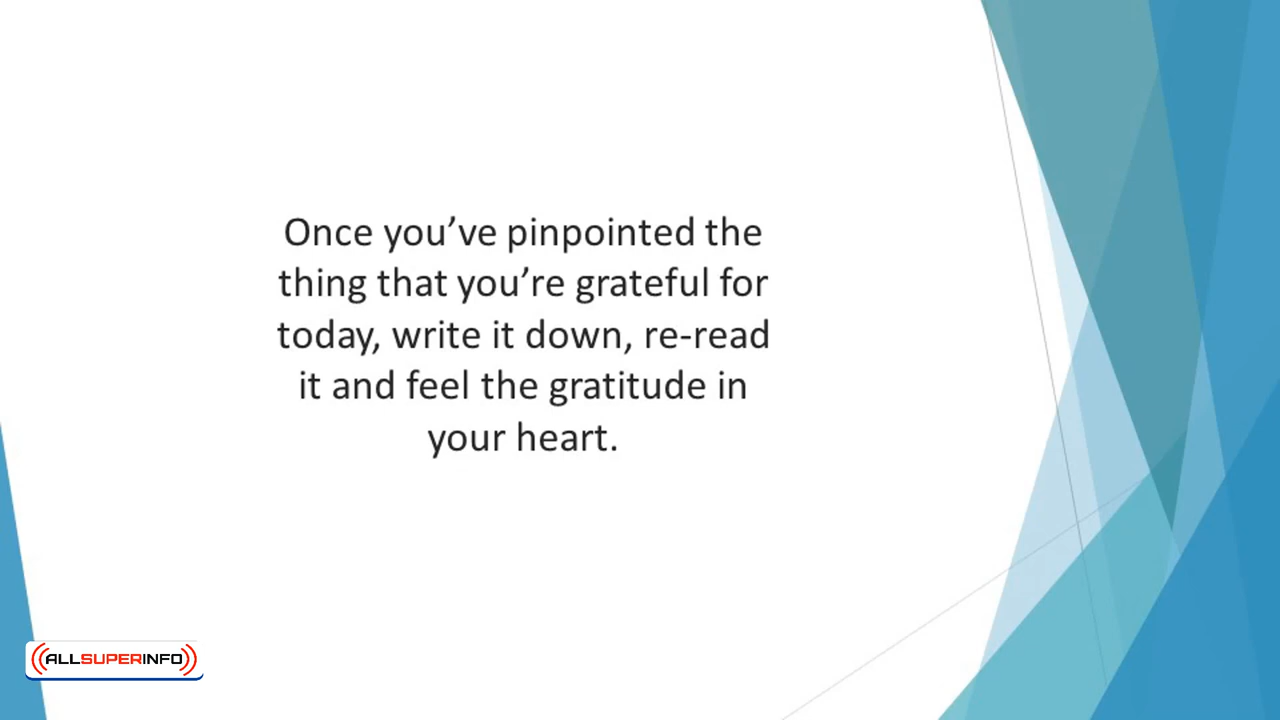 Once you’ve pinpointed the
thing that you’re grateful for
today, write it down, re-read
it and feel the gratitude in
your heart.
ALLSUPERINFO